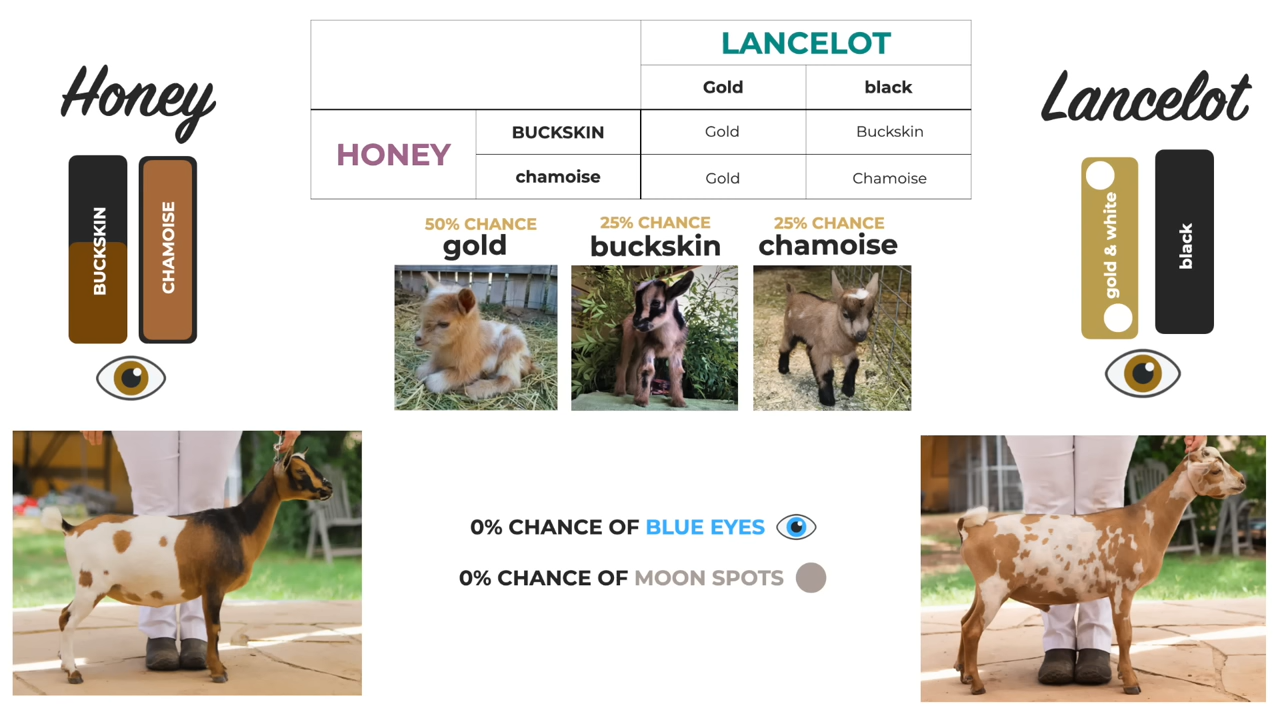 Honey
BUCKSKIN
CHAMOISE
LANCELOT
Gold black
HONEY
BUCKSKIN Gold Buckskin
chamoise Gold Chamoise
50% CHANCE
gold
25% CHANCE
buckskin
25% CHANCE
chamoise
0% CHANCE OF BLUE EYES
0% CHANCE OF MOON SPOTS
Lancelot
gold & white
black